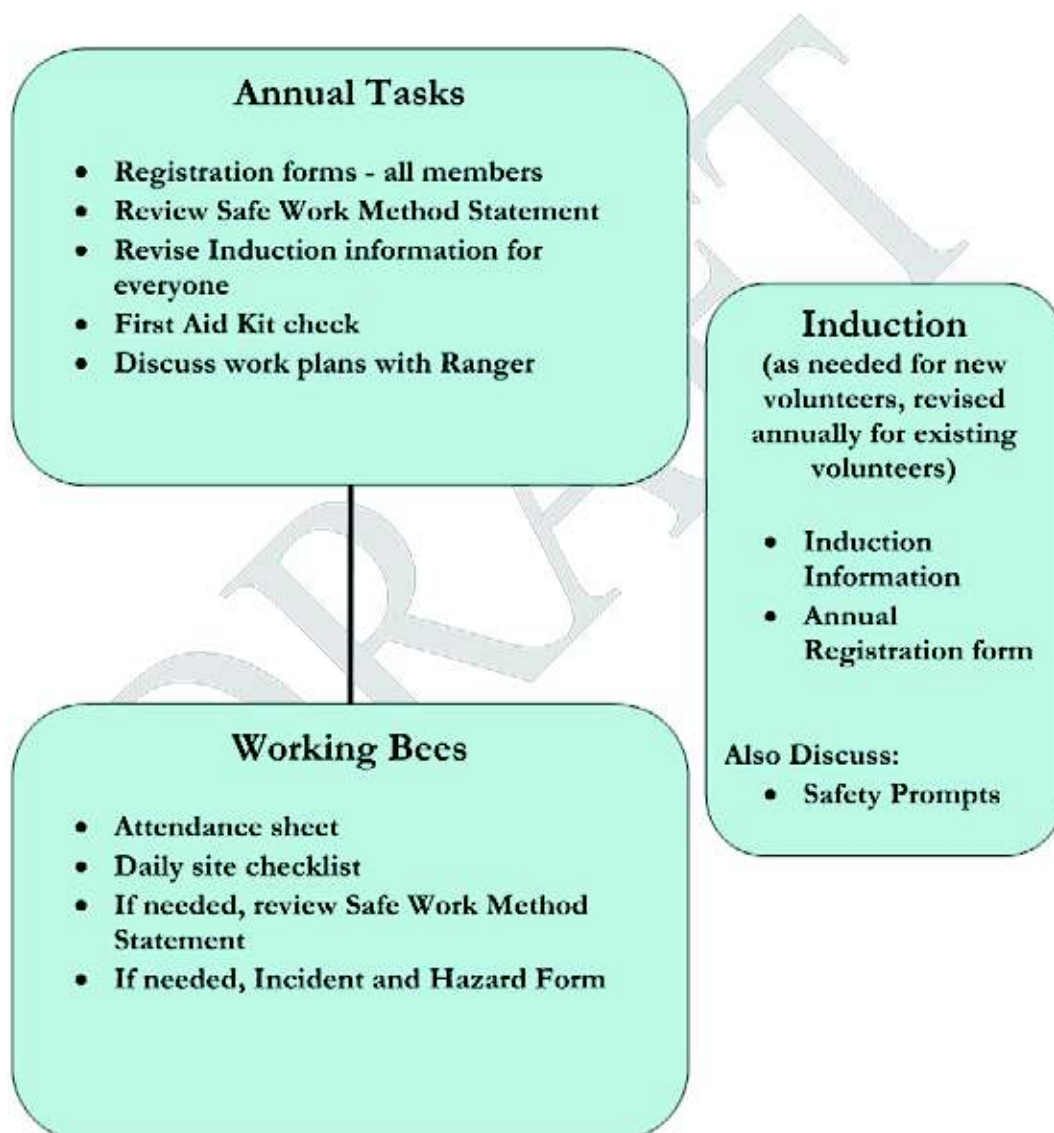 Annual Tasks
• Registration forms - all members
• Review Safe Work Method Statement
• Revise Induction information for
everyone
• First Aid Kit check
• Discuss work plans with Ranger
Induction
(as needed for new
volunteers, revised
annually for existing
volunteers)
• Induction
Information
• Annual
Registration form
Also Discuss:
• Safety Prompts
Working Bees
• Attendance sheet
• Daily site checklist
• If needed, review Safe Work Method
Statement
• If needed, Incident and Hazard Form
DRAFT